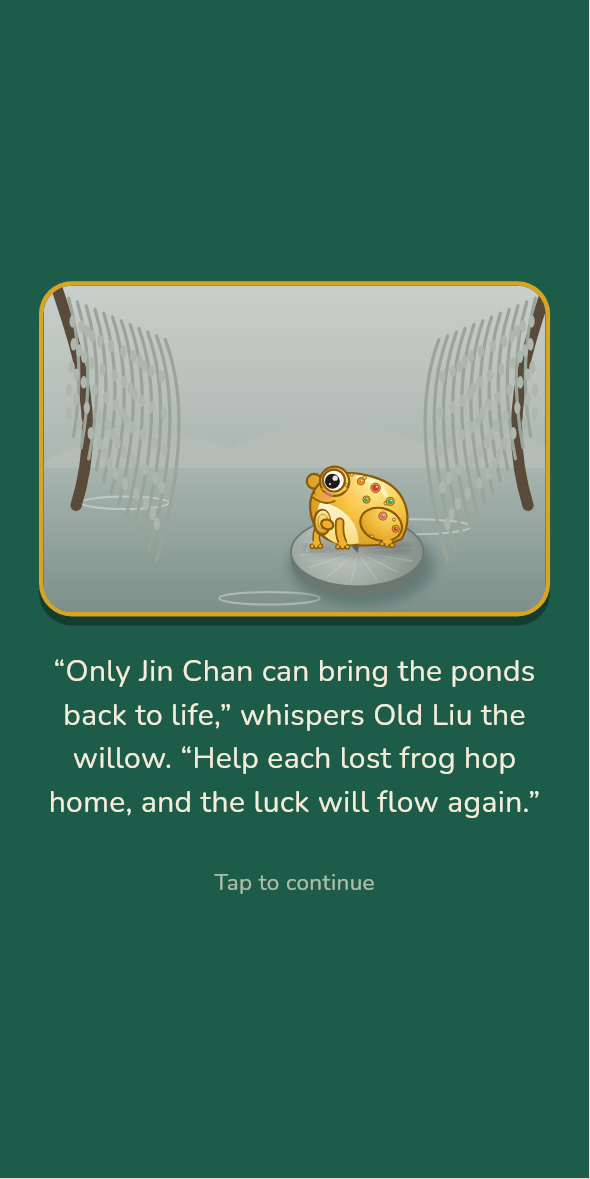 “Only Jin Chan can bring the ponds
back to life,” whispers Old Liu the
willow. “Help each lost frog hop
home, and the luck will flow again.”
Tap to continue